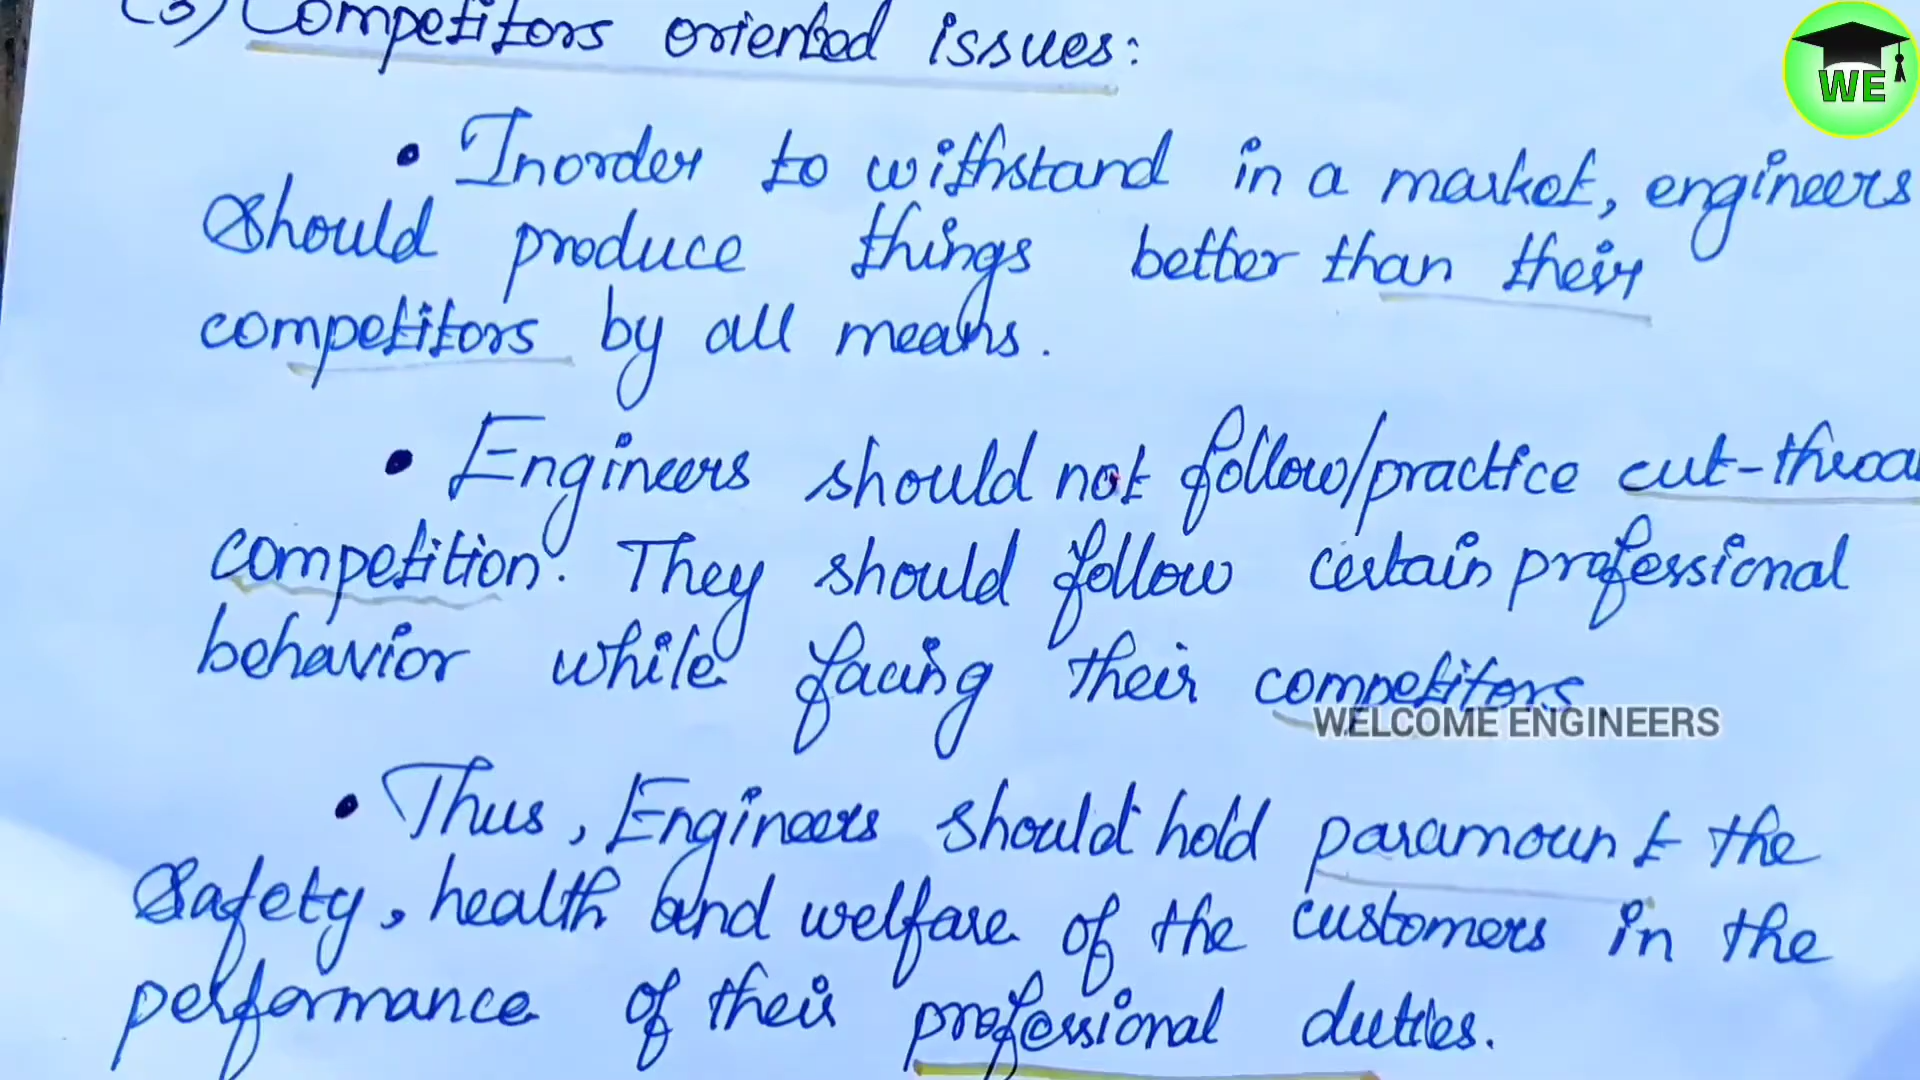 (3) Competitors oriented issues:
WE
• Inorder to withstand in a market, engineers
should produce things better than their
competitors by all means.
• Engineers should not follow/practice cut-throa
competition. They should follow certain professional
behavior while facing their competitors.
WELCOME ENGINEERS
• Thus, Engineers should hold paramount the
safety, health and welfare of the customers in the
performance of their professional duties.